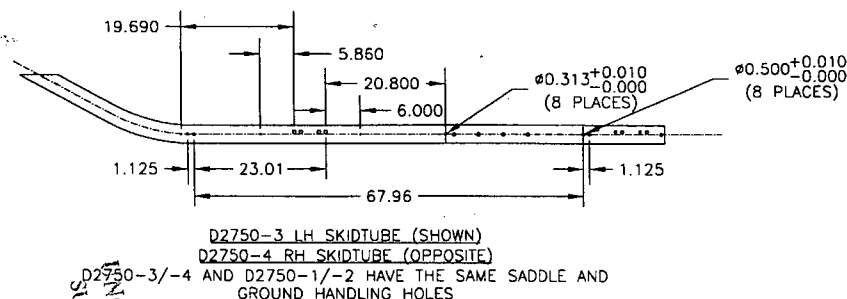 19.690
5.860
20.800
6.000
ø0.313+0.010
-0.000
(8 PLACES)
ø0.500+0.010
-0.000
(8 PLACES)
1.125
23.01
67.96
1.125
D2750-3 LH SKIDTUBE (SHOWN)
D2750-4 RH SKIDTUBE (OPPOSITE)
D2750-3/-4 AND D2750-1/-2 HAVE THE SAME SADDLE AND
GROUND HANDLING HOLES